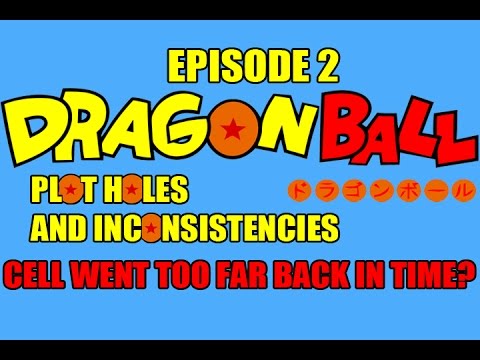 EPISODE 2
DRAGON BALL
PLOT HOLES
ドラゴンボール
AND INCONSISTENCIES
CELL WENT TOO FAR BACK IN TIME?